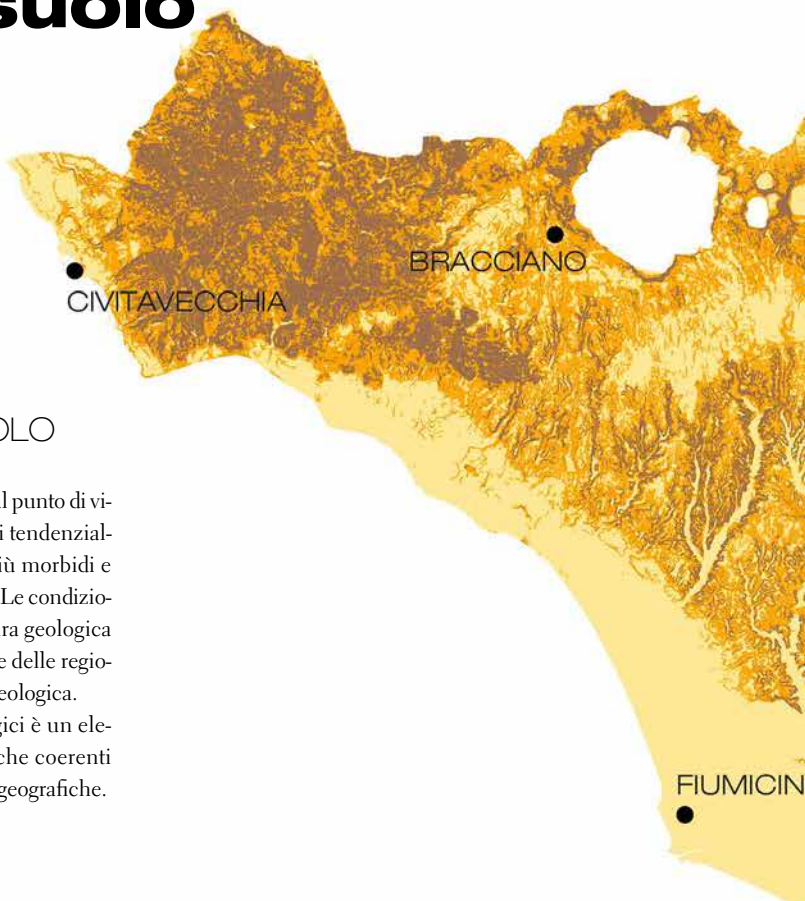 suolo
BRACCIANO
CIVITAVECCHIA
OLO
l punto di vi-
i tendenzial-
iù morbidi e
Le condizio-
ra geologica
e delle regio-
eologica.
gici è un ele-
che coerenti
geografiche.
FIUMICIN